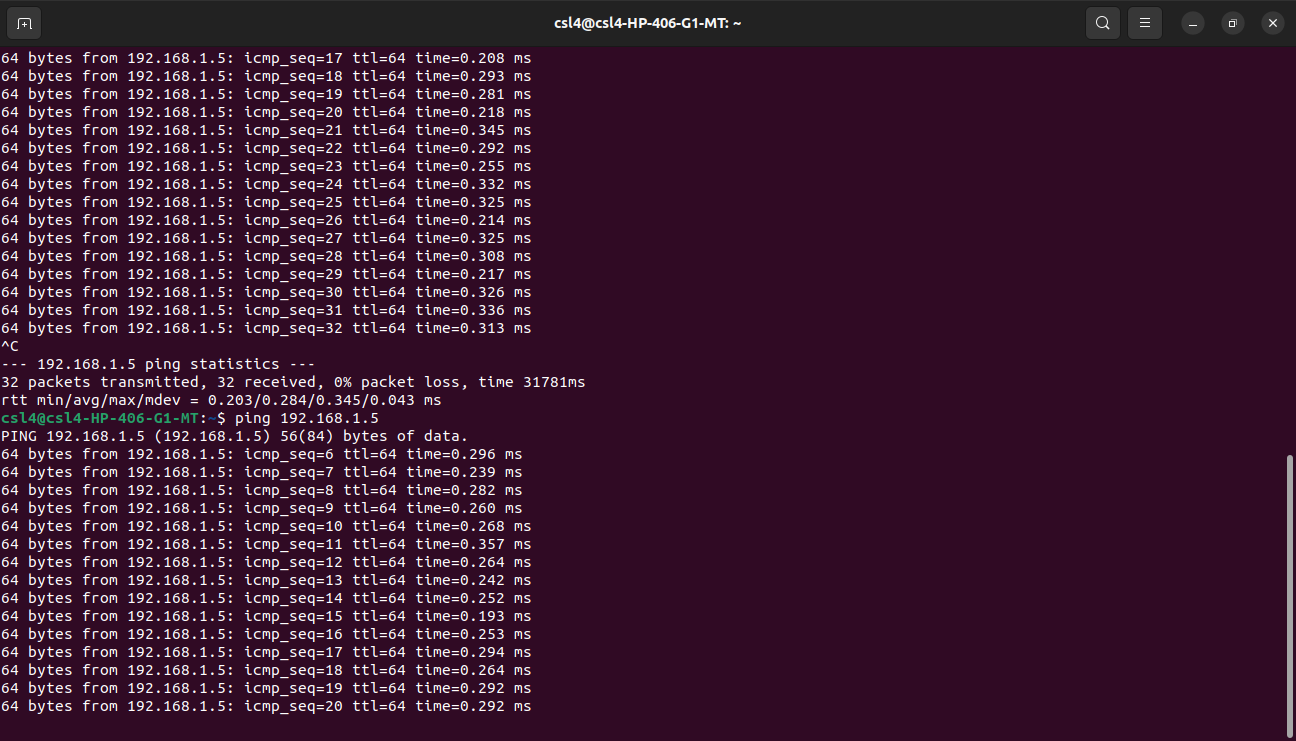 csl4@csl4-HP-406-G1-MT: ~
64 bytes from 192.168.1.5: icmp_seq=17 ttl=64 time=0.208 ms
64 bytes from 192.168.1.5: icmp_seq=18 ttl=64 time=0.293 ms
64 bytes from 192.168.1.5: icmp_seq=19 ttl=64 time=0.281 ms
64 bytes from 192.168.1.5: icmp_seq=20 ttl=64 time=0.218 ms
64 bytes from 192.168.1.5: icmp_seq=21 ttl=64 time=0.345 ms
64 bytes from 192.168.1.5: icmp_seq=22 ttl=64 time=0.292 ms
64 bytes from 192.168.1.5: icmp_seq=23 ttl=64 time=0.255 ms
64 bytes from 192.168.1.5: icmp_seq=24 ttl=64 time=0.332 ms
64 bytes from 192.168.1.5: icmp_seq=25 ttl=64 time=0.325 ms
64 bytes from 192.168.1.5: icmp_seq=26 ttl=64 time=0.214 ms
64 bytes from 192.168.1.5: icmp_seq=27 ttl=64 time=0.325 ms
64 bytes from 192.168.1.5: icmp_seq=28 ttl=64 time=0.308 ms
64 bytes from 192.168.1.5: icmp_seq=29 ttl=64 time=0.217 ms
64 bytes from 192.168.1.5: icmp_seq=30 ttl=64 time=0.326 ms
64 bytes from 192.168.1.5: icmp_seq=31 ttl=64 time=0.336 ms
64 bytes from 192.168.1.5: icmp_seq=32 ttl=64 time=0.313 ms
^C
--- 192.168.1.5 ping statistics ---
32 packets transmitted, 32 received, 0% packet loss, time 31781ms
rtt min/avg/max/mdev = 0.203/0.284/0.345/0.043 ms
csl4@csl4-HP-406-G1-MT:~$ ping 192.168.1.5
PING 192.168.1.5 (192.168.1.5) 56(84) bytes of data.
64 bytes from 192.168.1.5: icmp_seq=6 ttl=64 time=0.296 ms
64 bytes from 192.168.1.5: icmp_seq=7 ttl=64 time=0.239 ms
64 bytes from 192.168.1.5: icmp_seq=8 ttl=64 time=0.282 ms
64 bytes from 192.168.1.5: icmp_seq=9 ttl=64 time=0.260 ms
64 bytes from 192.168.1.5: icmp_seq=10 ttl=64 time=0.268 ms
64 bytes from 192.168.1.5: icmp_seq=11 ttl=64 time=0.357 ms
64 bytes from 192.168.1.5: icmp_seq=12 ttl=64 time=0.264 ms
64 bytes from 192.168.1.5: icmp_seq=13 ttl=64 time=0.242 ms
64 bytes from 192.168.1.5: icmp_seq=14 ttl=64 time=0.252 ms
64 bytes from 192.168.1.5: icmp_seq=15 ttl=64 time=0.193 ms
64 bytes from 192.168.1.5: icmp_seq=16 ttl=64 time=0.253 ms
64 bytes from 192.168.1.5: icmp_seq=17 ttl=64 time=0.294 ms
64 bytes from 192.168.1.5: icmp_seq=18 ttl=64 time=0.264 ms
64 bytes from 192.168.1.5: icmp_seq=19 ttl=64 time=0.292 ms
64 bytes from 192.168.1.5: icmp_seq=20 ttl=64 time=0.292 ms